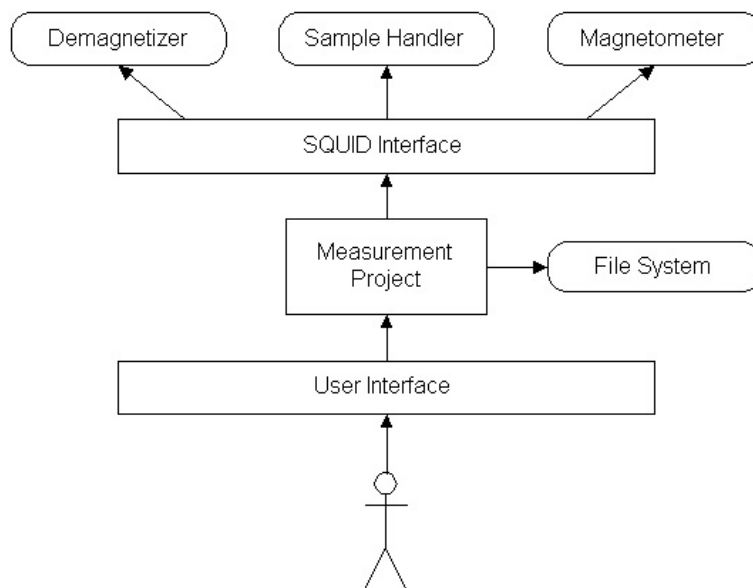 Demagnetizer
Sample Handler
Magnetometer
SQUID Interface
Measurement
Project
File System
User Interface